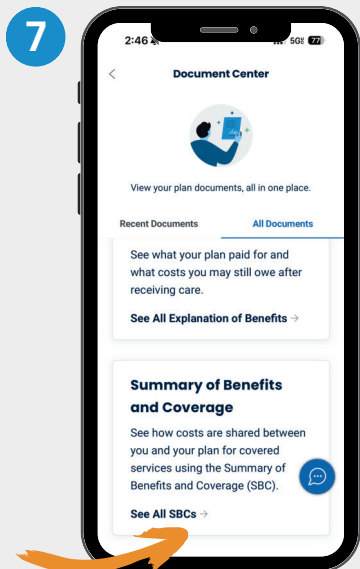 7
2:46
5G
77
Document Center
View your plan documents, all in one place.
Recent Documents
All Documents
See what your plan paid for and
what costs you may still owe after
receiving care.
See All Explanation of Benefits →
Summary of Benefits
and Coverage
See how costs are shared between
you and your plan for covered
services using the Summary of
Benefits and Coverage (SBC).
See All SBCs →